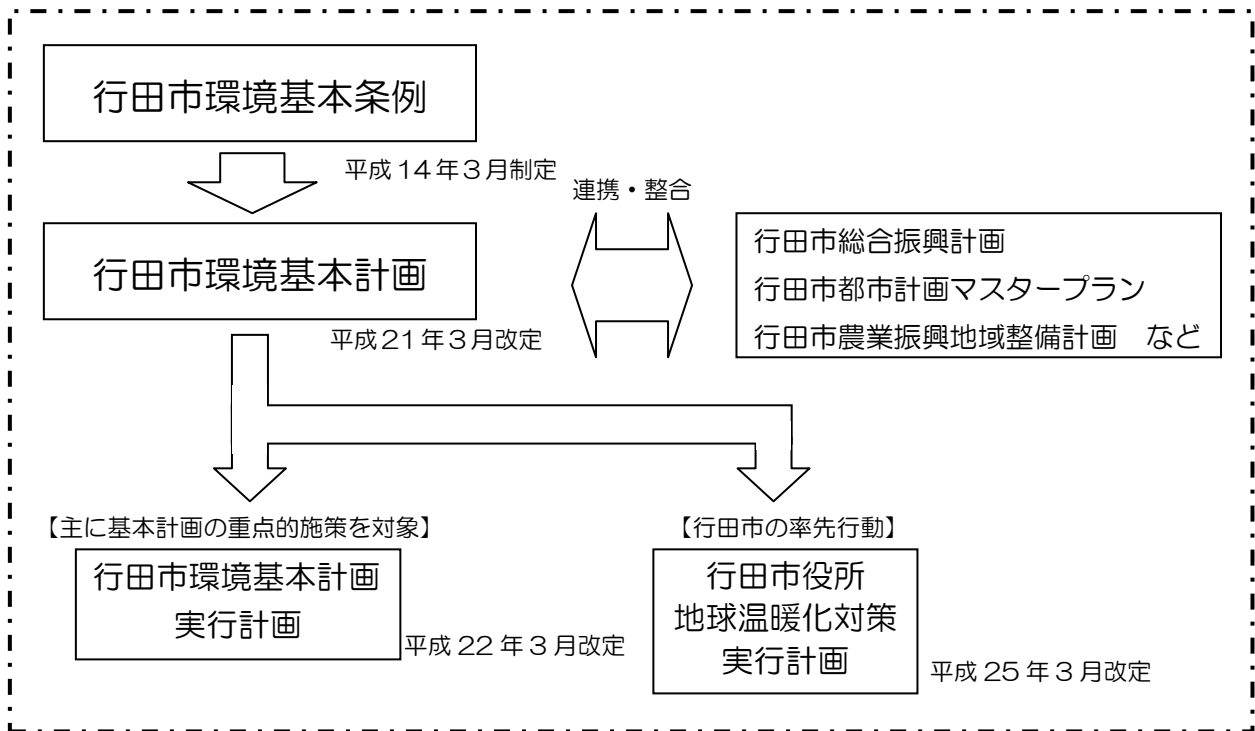 行田市環境基本条例
平成14年3月制定
連携・整合
行田市環境基本計画
平成21年3月改定
行田市総合振興計画
行田市都市計画マスタープラン
行田市農業振興地域整備計画　など
【主に基本計画の重点的施策を対象】
行田市環境基本計画
実行計画
平成22年3月改定
【行田市の率先行動】
行田市役所
地球温暖化対策
実行計画
平成25年3月改定